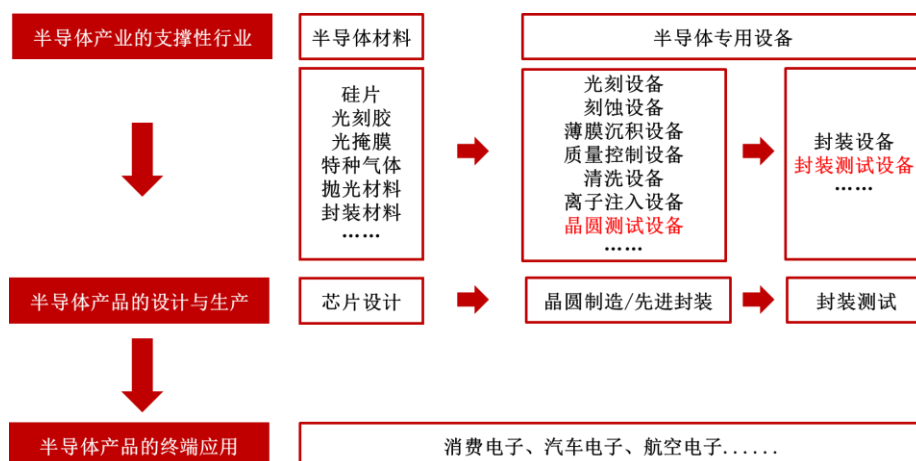 半导体产业的支撑性行业
半导体材料
半导体专用设备
硅片
光刻胶
光掩膜
特种气体
抛光材料
封装材料
……
光刻设备
刻蚀设备
薄膜沉积设备
质量控制设备
清洗设备
离子注入设备
晶圆测试设备
……
封装设备
封装测试设备
……
半导体产品的设计与生产
芯片设计
晶圆制造/先进封装
封装测试
半导体产品的终端应用
消费电子、汽车电子、航空电子......